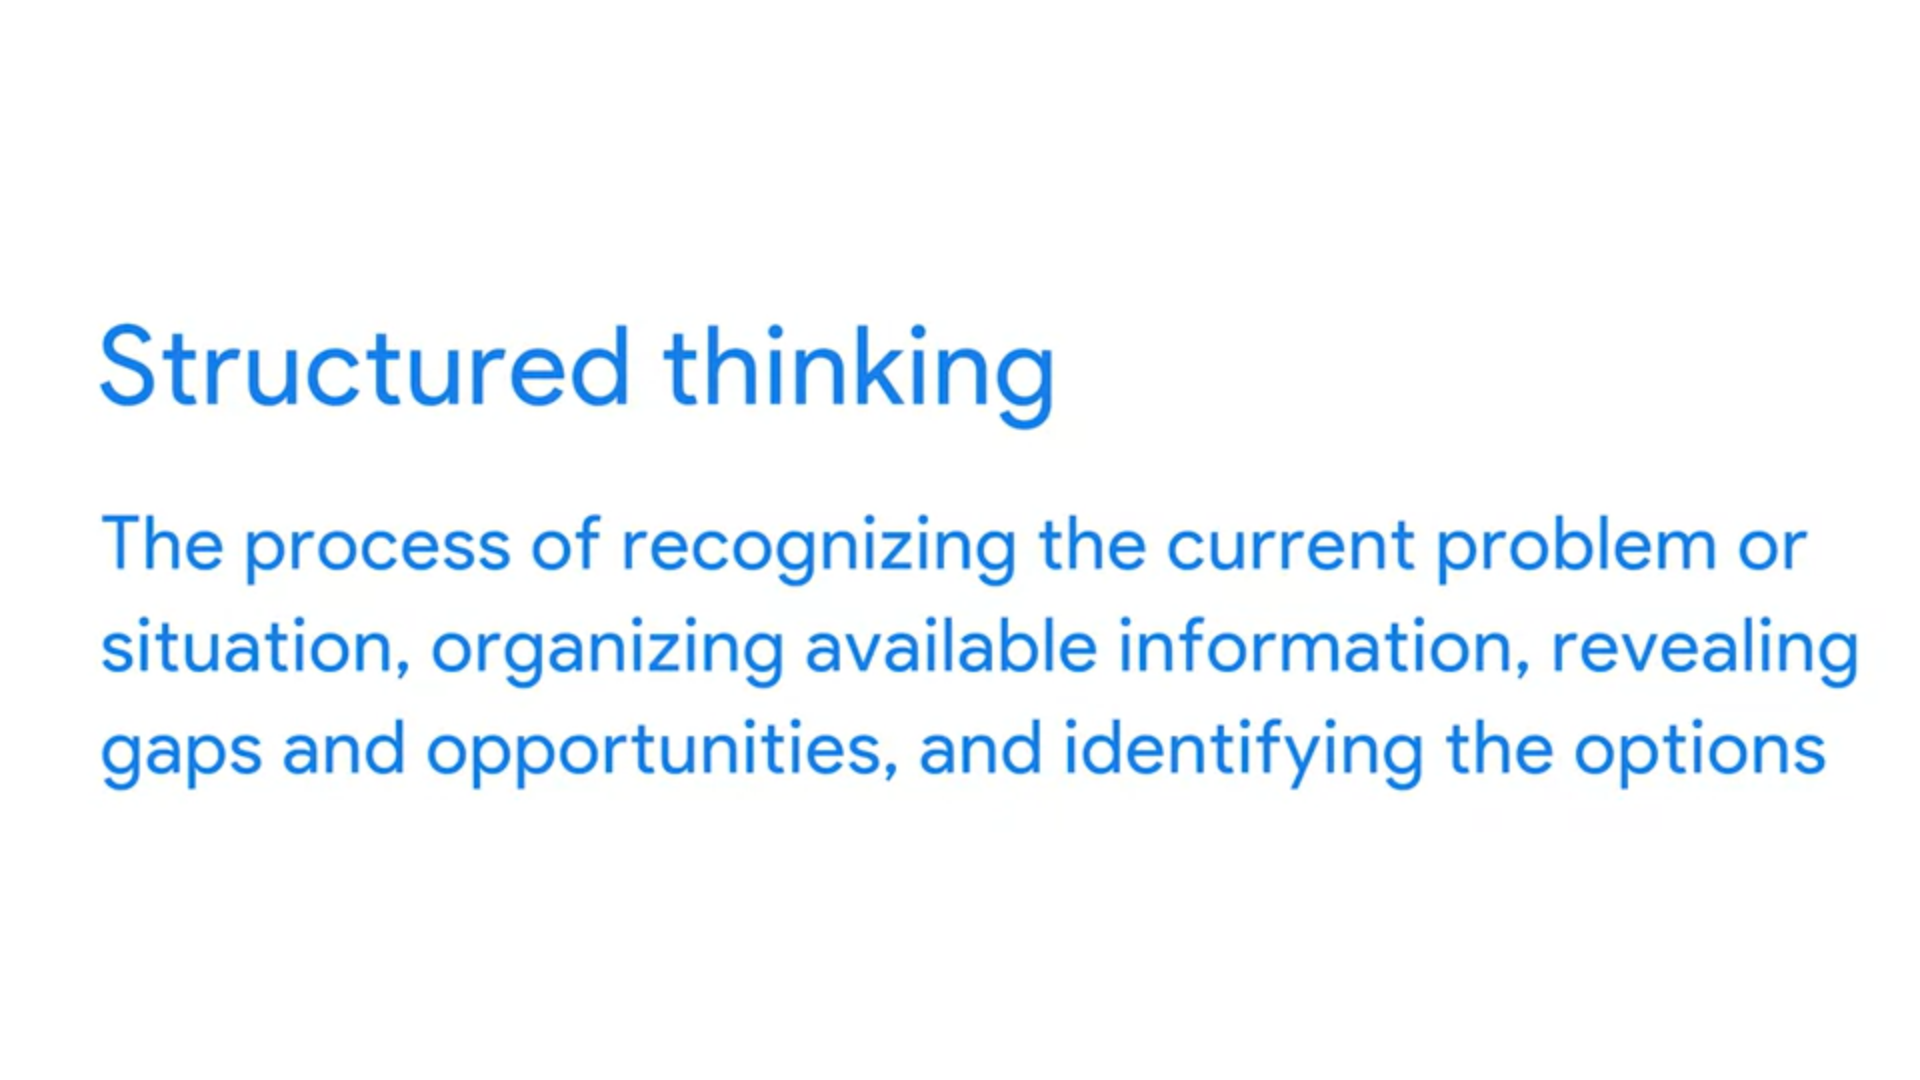 Structured thinking
The process of recognizing the current problem or
situation, organizing available information, revealing
gaps and opportunities, and identifying the options